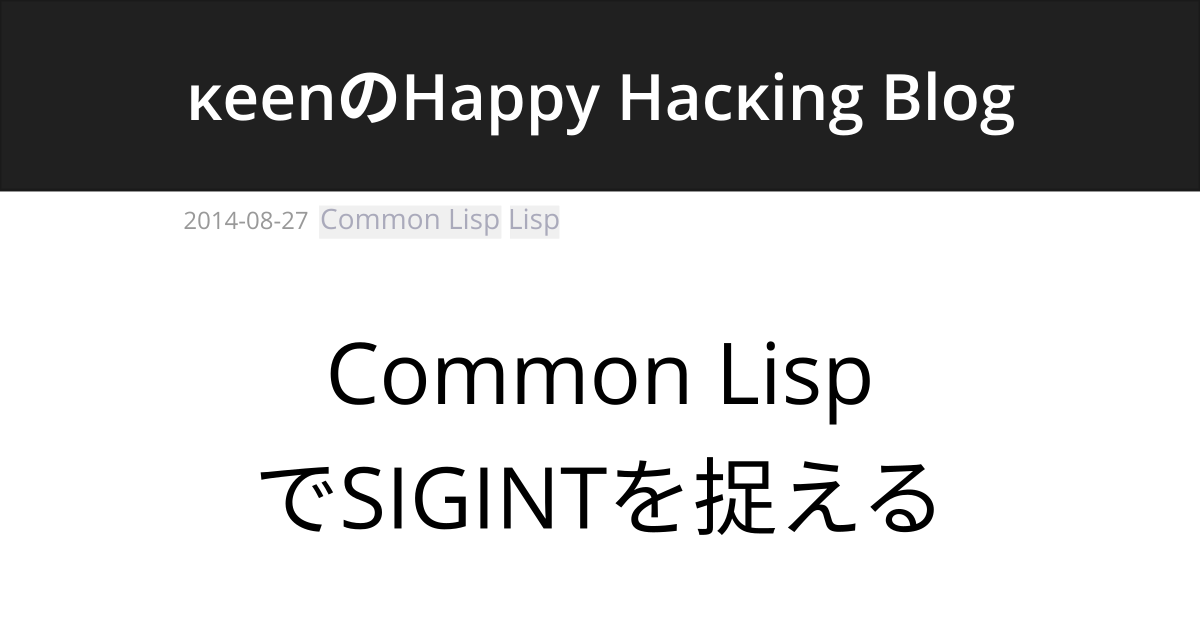 κeenのHappy Hacκing Blog
2014-08-27 Common Lisp Lisp
Common Lisp
でSIGINTを捉える